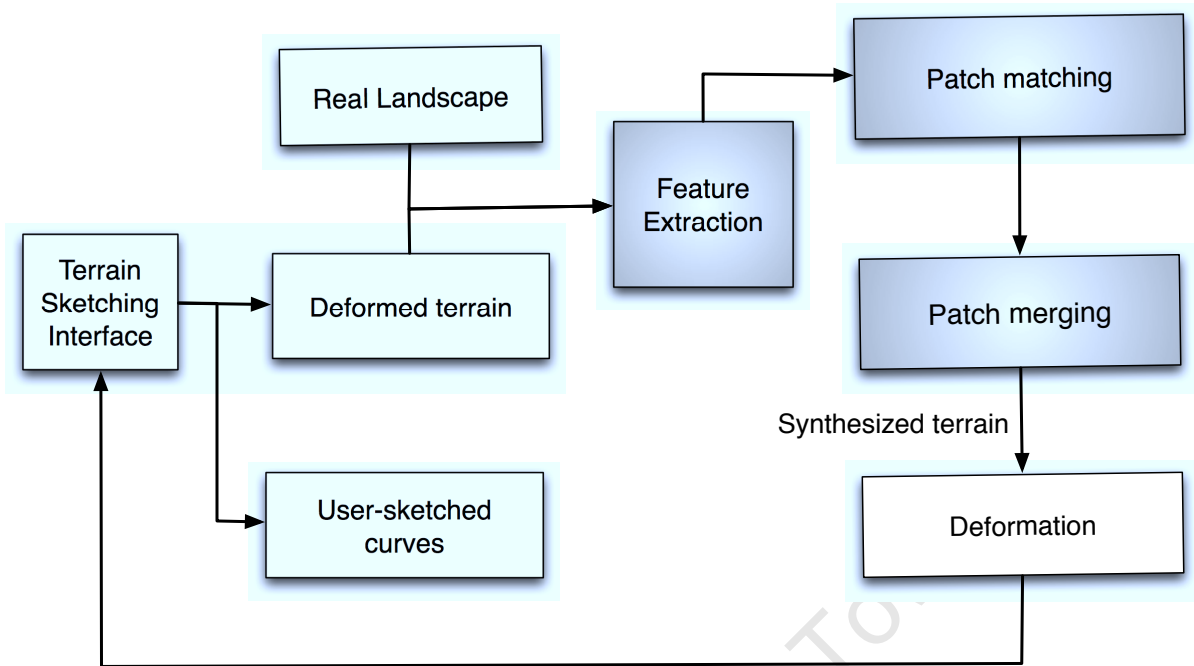 Real Landscape
Patch matching
Feature
Extraction
Terrain
Sketching
Interface
Deformed terrain
Patch merging
Synthesized terrain
User-sketched
curves
Deformation